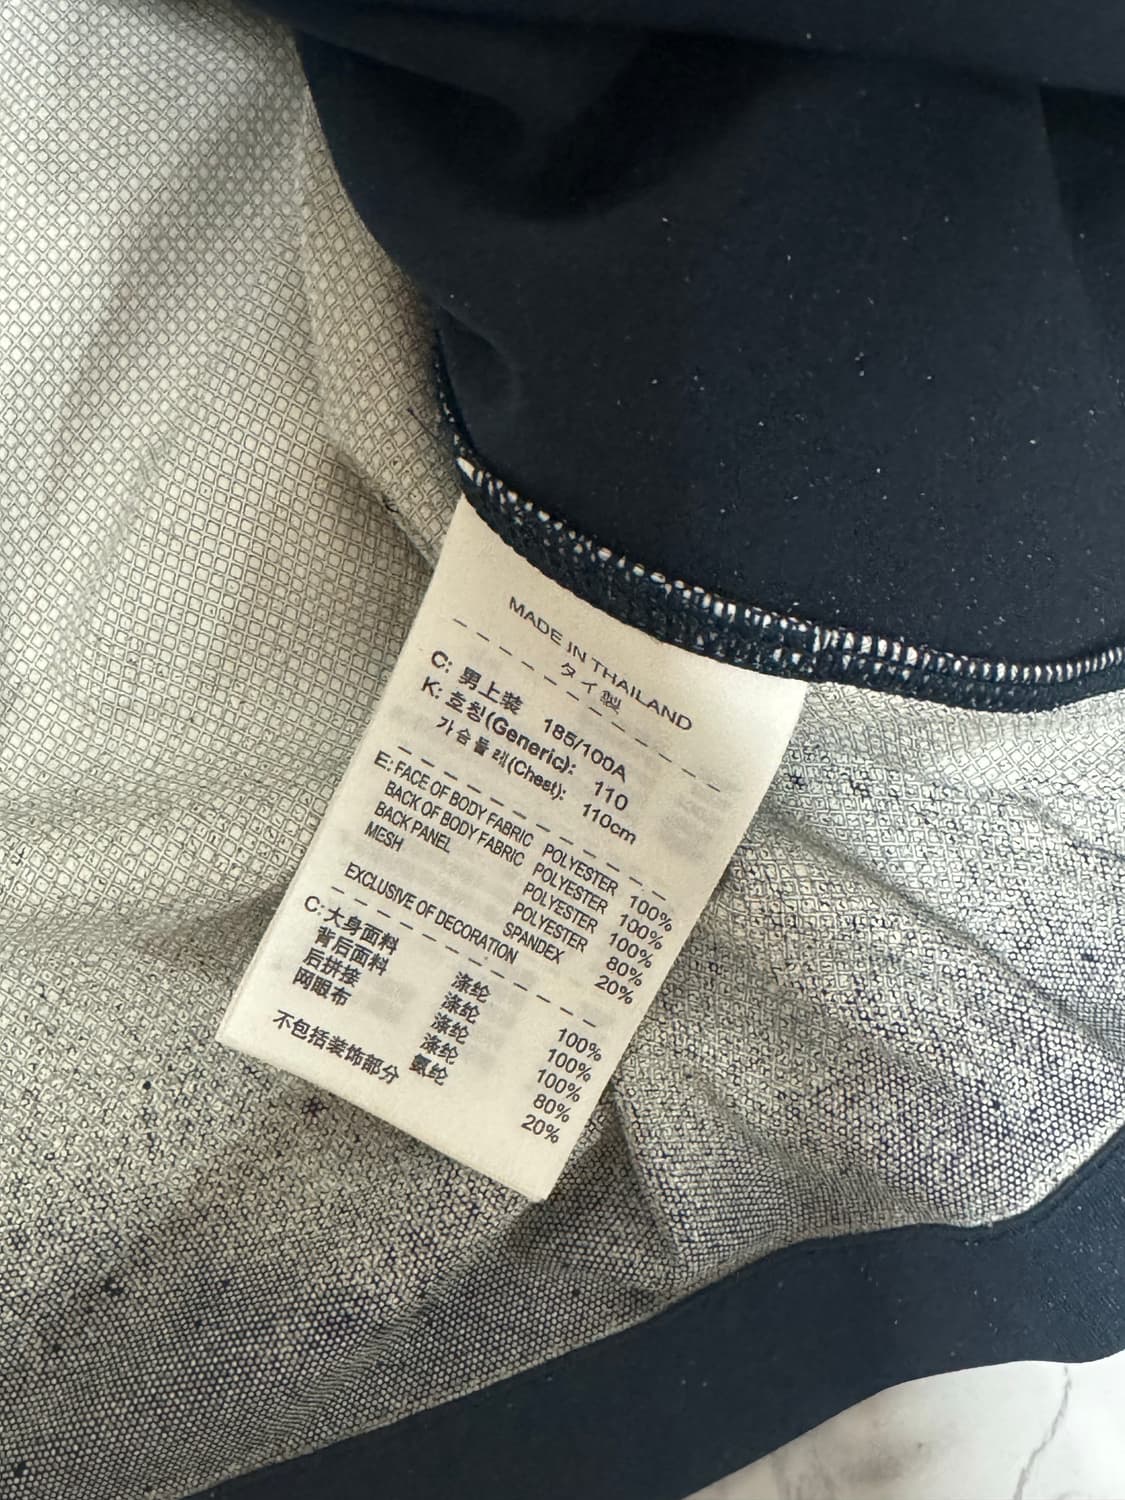 MADE IN THAILAND
タイ製
C: 男上装 185/100A
K: 호칭(Generic): 110
가슴둘레(Chest): 110cm
E: FACE OF BODY FABRIC POLYESTER 100%
BACK OF BODY FABRIC POLYESTER 100%
BACK PANEL POLYESTER 100%
MESH POLYESTER 80%
SPANDEX 20%
EXCLUSIVE OF DECORATION
C: 大身面料 涤纶 100%
背后面料 涤纶 100%
后拼接 涤纶 100%
网眼布 涤纶 80%
氨纶 20%
不包括装饰部分